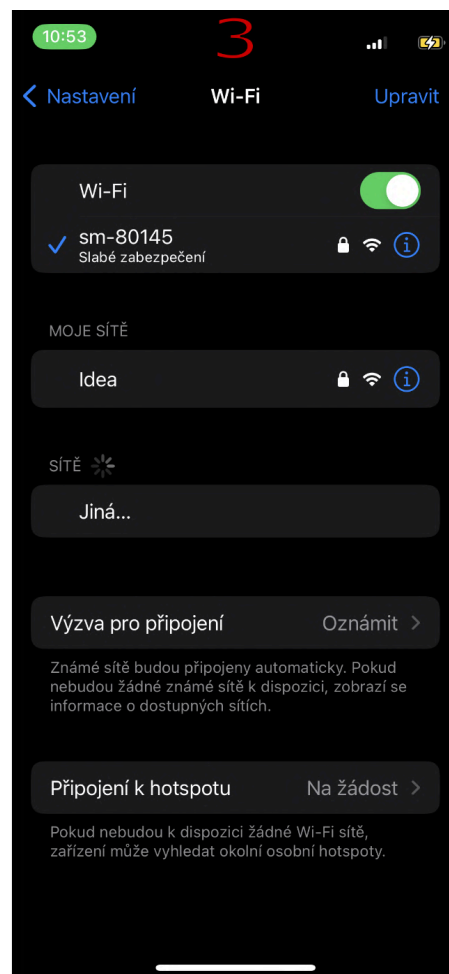 10:53
3
Nastavení
Wi-Fi
Upravit
Wi-Fi
sm-80145
Slabé zabezpečení
MOJE SÍTĚ
Idea
SÍTĚ
Jiná...
Výzva pro připojení
Oznámit
Známé sítě budou připojeny automaticky. Pokud
nebudou žádné známé sítě k dispozici, zobrazí se
informace o dostupných sítích.
Připojení k hotspotu
Na žádost
Pokud nebudou k dispozici žádné Wi-Fi sítě,
zařízení může vyhledat okolní osobní hotspoty.